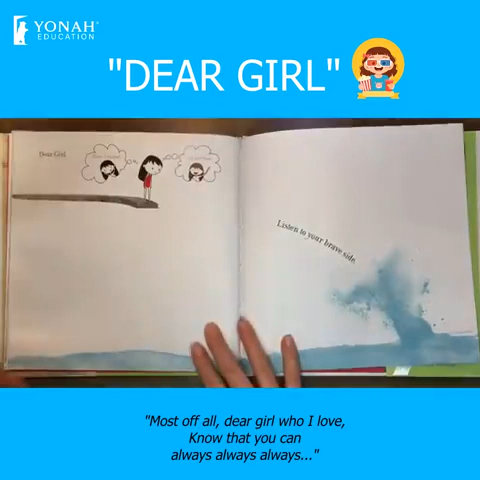 YONAH
EDUCATION
"DEAR GIRL"
Dear Girl,
Listen to your brave side.
"Most off all, dear girl who I love,
Know that you can
always always always..."